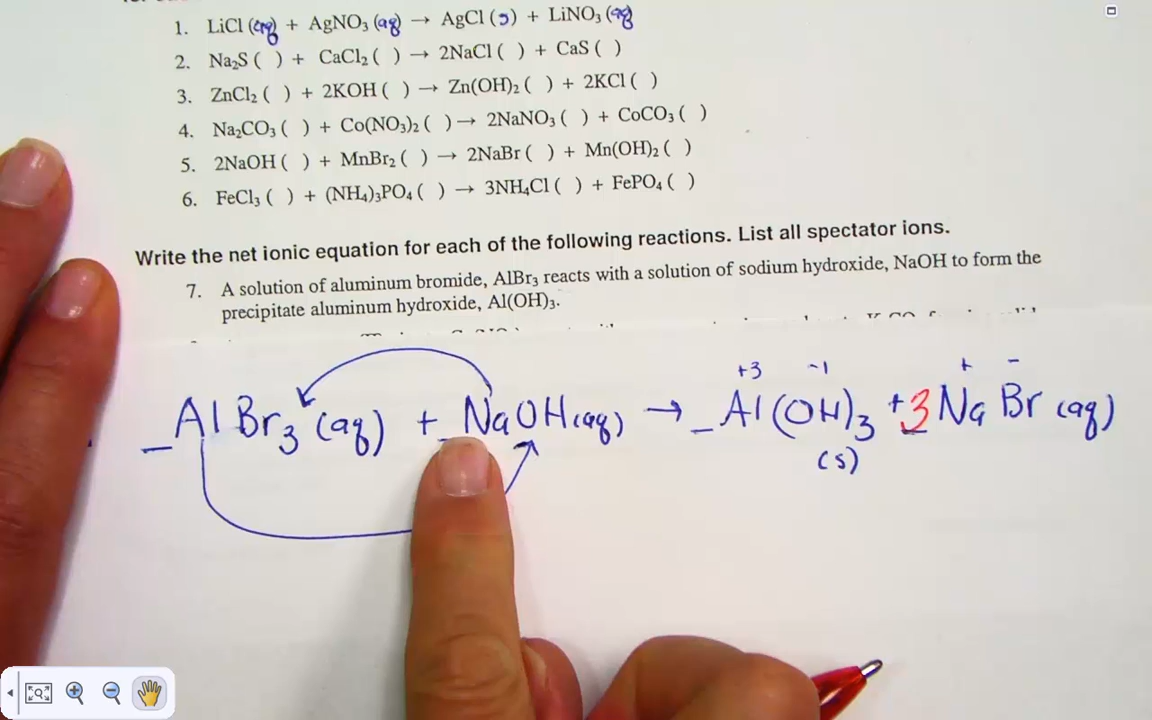 1. LiCl (aq) + AgNO₃ (aq) → AgCl (s) + LiNO₃ (aq)
2. Na₂S ( ) + CaCl₂ ( ) → 2NaCl ( ) + CaS ( )
3. ZnCl₂ ( ) + 2KOH ( ) → Zn(OH)₂ ( ) + 2KCl ( )
4. Na₂CO₃ ( ) + Co(NO₃)₂ ( ) → 2NaNO₃ ( ) + CoCO₃ ( )
5. 2NaOH ( ) + MnBr₂ ( ) → 2NaBr ( ) + Mn(OH)₂ ( )
6. FeCl₃ ( ) + (NH₄)₃PO₄ ( ) → 3NH₄Cl ( ) + FePO₄ ( )
Write the net ionic equation for each of the following reactions. List all spectator ions.
7. A solution of aluminum bromide, AlBr₃ reacts with a solution of sodium hydroxide, NaOH to form the
precipitate aluminum hydroxide, Al(OH)₃.
+3 -1 + -
_AlBr₃ (aq) + _NaOH (aq) → _Al(OH)₃ + 3NaBr (aq)
(s)